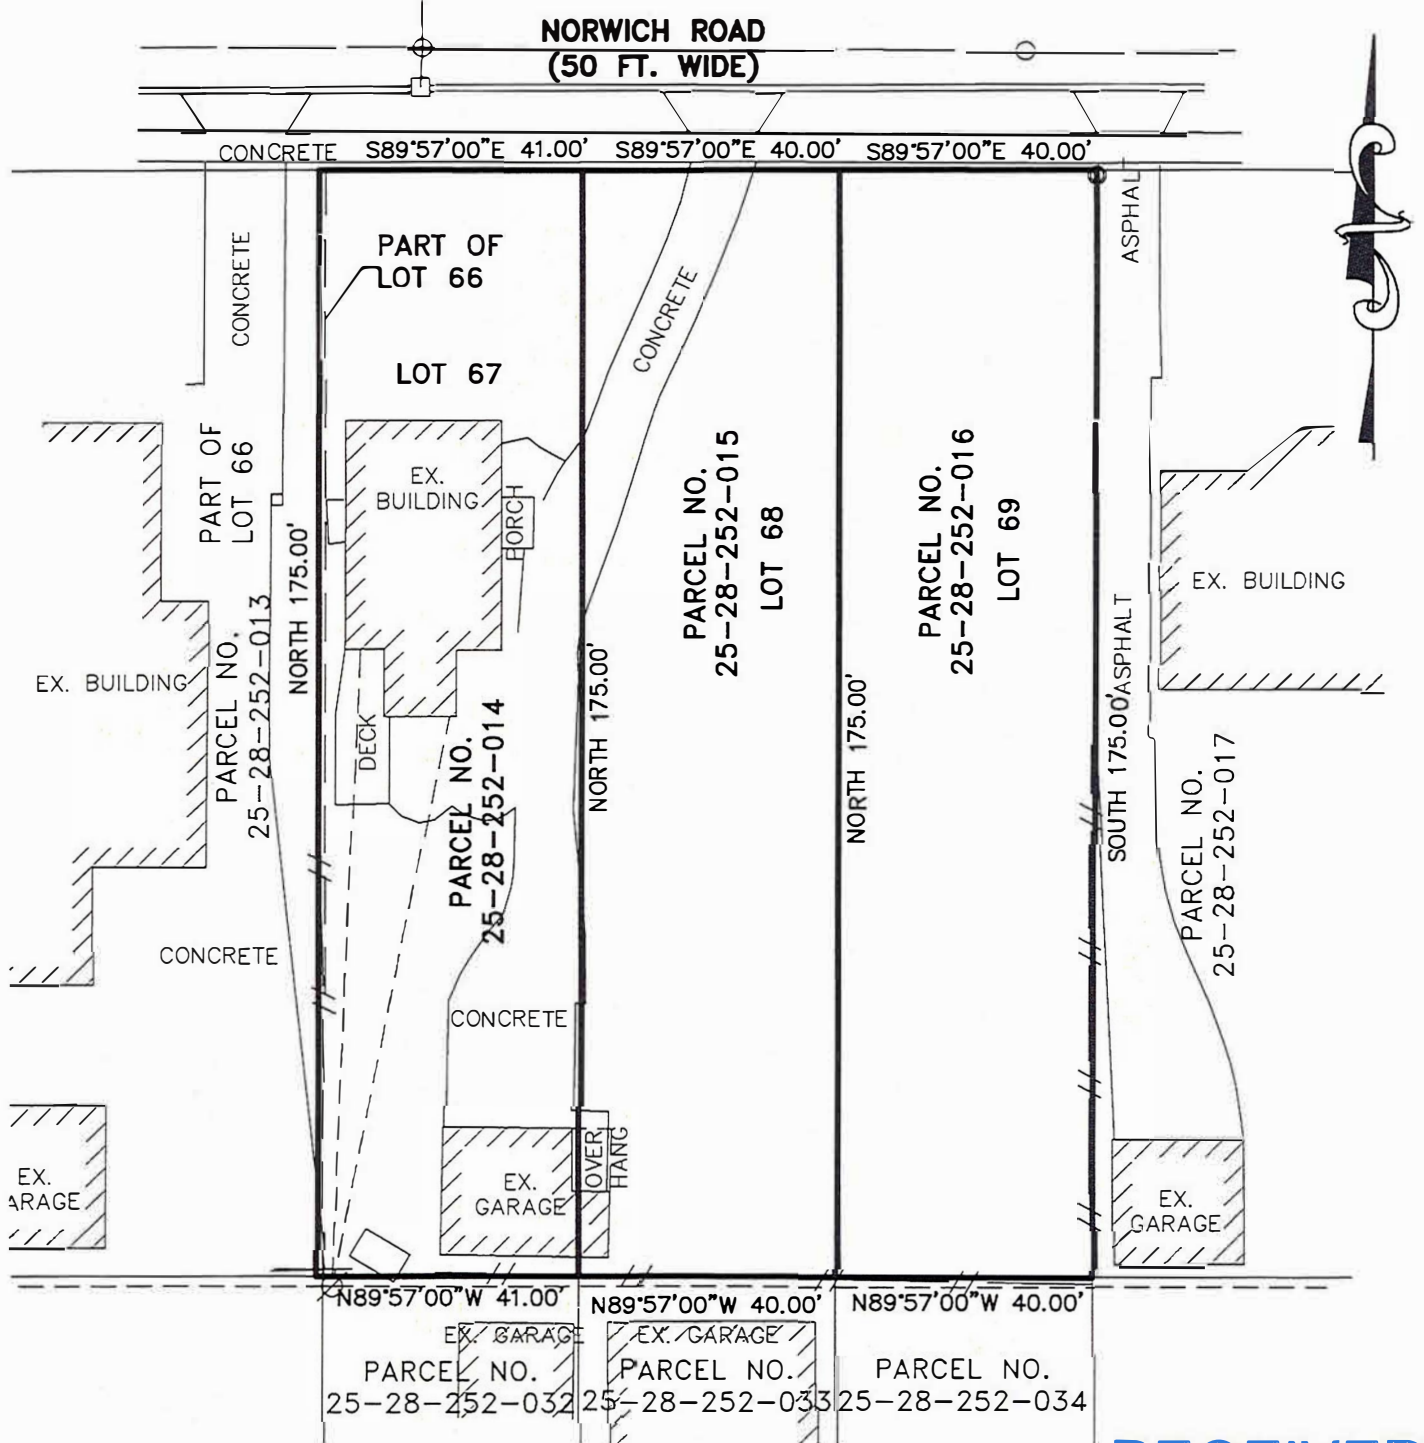 NORWICH ROAD
(50 FT. WIDE)
CONCRETE
S89°57'00"E 41.00'
S89°57'00"E 40.00'
S89°57'00"E 40.00'
CONCRETE
PART OF
LOT 66
LOT 67
CONCRETE
ASPHAL
PART OF
LOT 66
EX.
BUILDING
PORCH
PARCEL NO.
25-28-252-015
LOT 68
PARCEL NO.
25-28-252-016
LOT 69
EX. BUILDING
NORTH 175.00'
PARCEL NO.
25-28-252-013
EX. BUILDING
DECK
PARCEL NO.
25-28-252-014
NORTH 175.00'
NORTH 175.00'
SOUTH 175.00'
ASPHALT
PARCEL NO.
25-28-252-017
CONCRETE
CONCRETE
OVER
HANG
EX.
ARAGE
EX.
GARAGE
EX.
GARAGE
N89°57'00"W 41.00'
N89°57'00"W 40.00'
N89°57'00"W 40.00'
EX. GARAGE
EX. GARAGE
PARCEL NO.
25-28-252-032
PARCEL NO.
25-28-252-033
PARCEL NO.
25-28-252-034